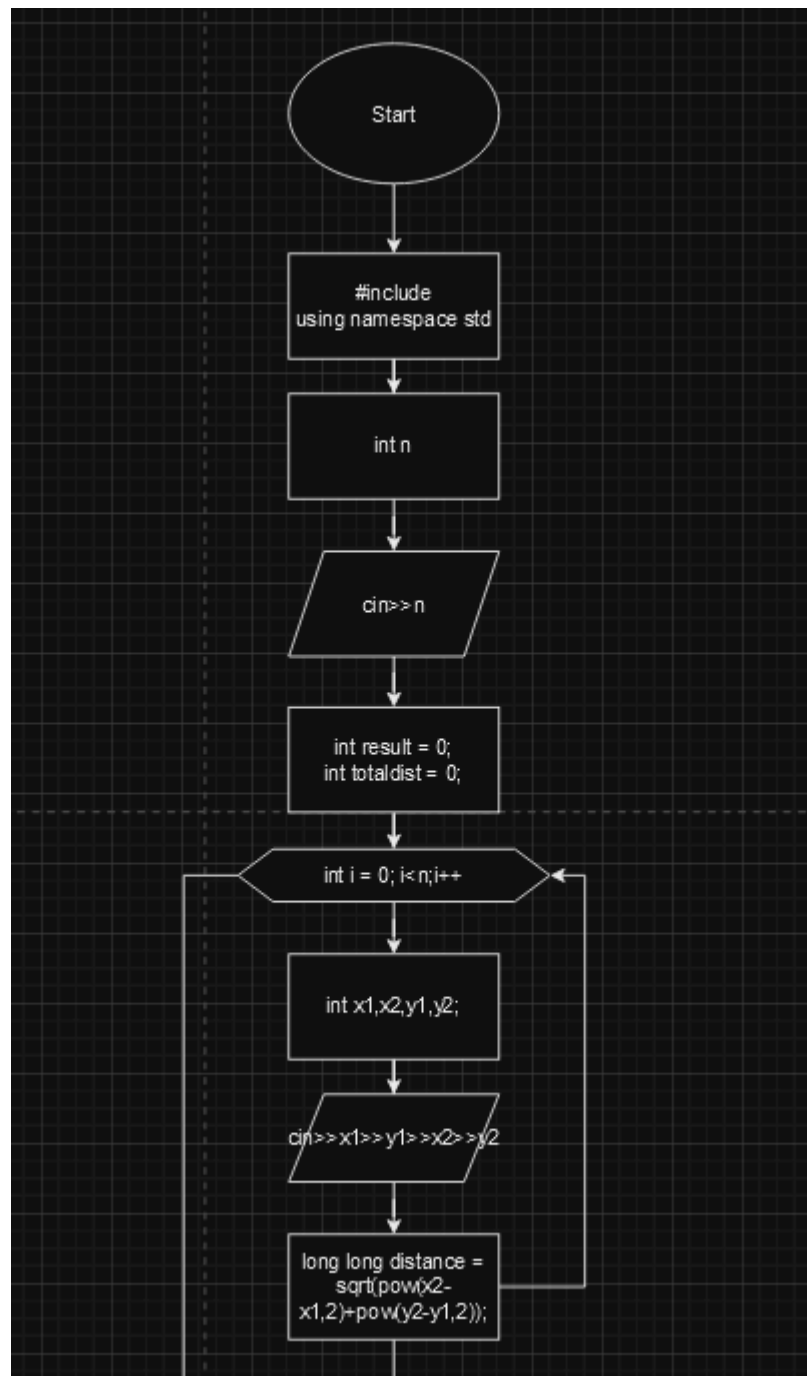 Start
#include
using namespace std
int n
cin>>n
int result = 0;
int totaldist = 0;
int i = 0; i<n;i++
int x1,x2,y1,y2;
cin>>x1>>y1>>x2>>y2
long long distance =
sqrt(pow(x2-
x1,2)+pow(y2-y1,2));